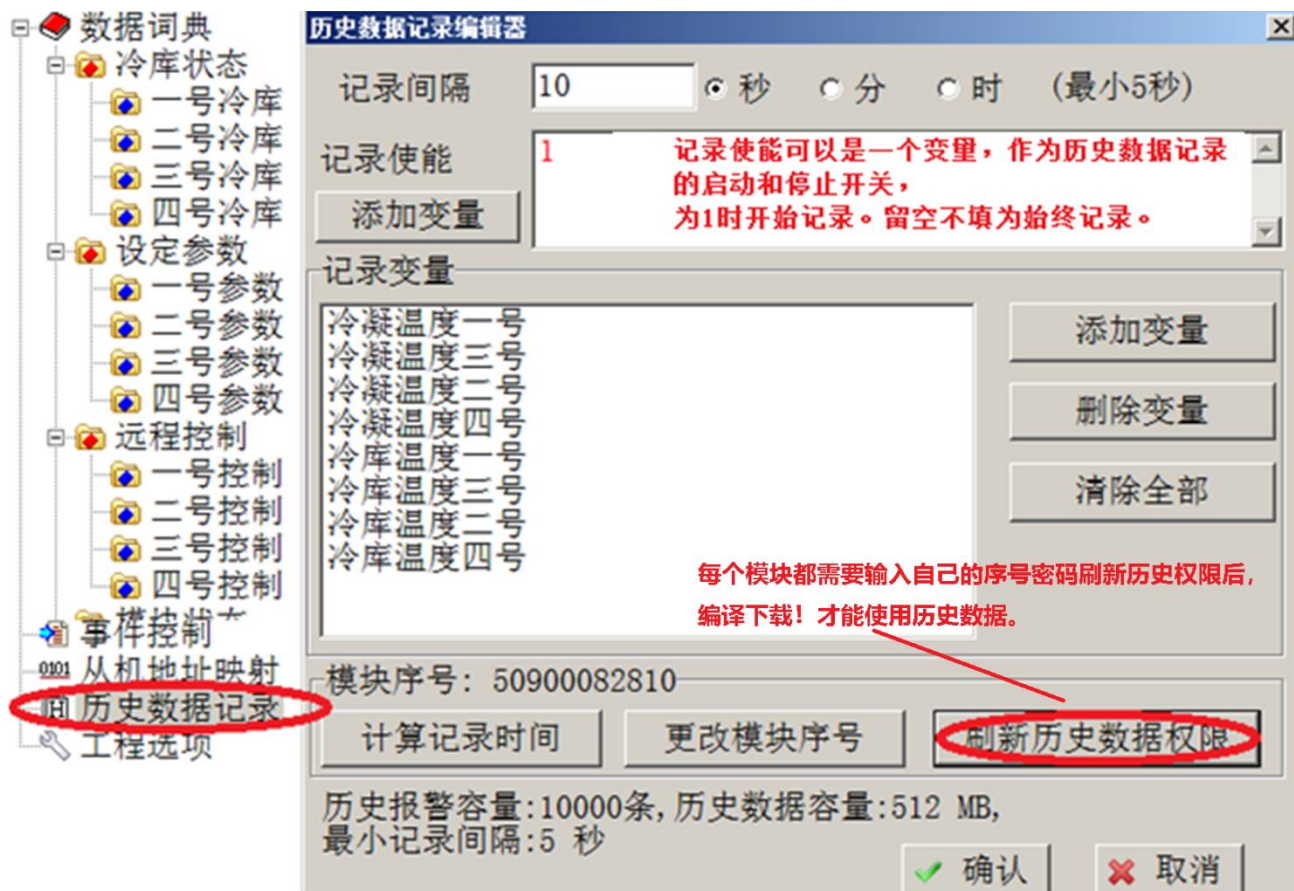 数据词典
冷库状态
一号冷库
二号冷库
三号冷库
四号冷库
设定参数
一号参数
二号参数
三号参数
四号参数
远程控制
一号控制
二号控制
三号控制
四号控制
模块状态
事件控制
0101 从机地址映射
H 历史数据记录
工程选项
历史数据记录编辑器
记录间隔 10 秒 分 时 (最小5秒)
记录使能
添加变量
1
记录使能可以是一个变量，作为历史数据记录
的启动和停止开关，
为1时开始记录。留空不填为始终记录。
记录变量
冷凝温度一号
冷凝温度三号
冷凝温度二号
冷凝温度四号
冷库温度一号
冷库温度三号
冷库温度二号
冷库温度四号
添加变量
删除变量
清除全部
每个模块都需要输入自己的序号密码刷新历史权限后，
编译下载！才能使用历史数据。
模块序号: 50900082810
计算记录时间 更改模块序号 刷新历史数据权限
历史报警容量:10000条,历史数据容量:512 MB,
最小记录间隔:5 秒
确认 取消